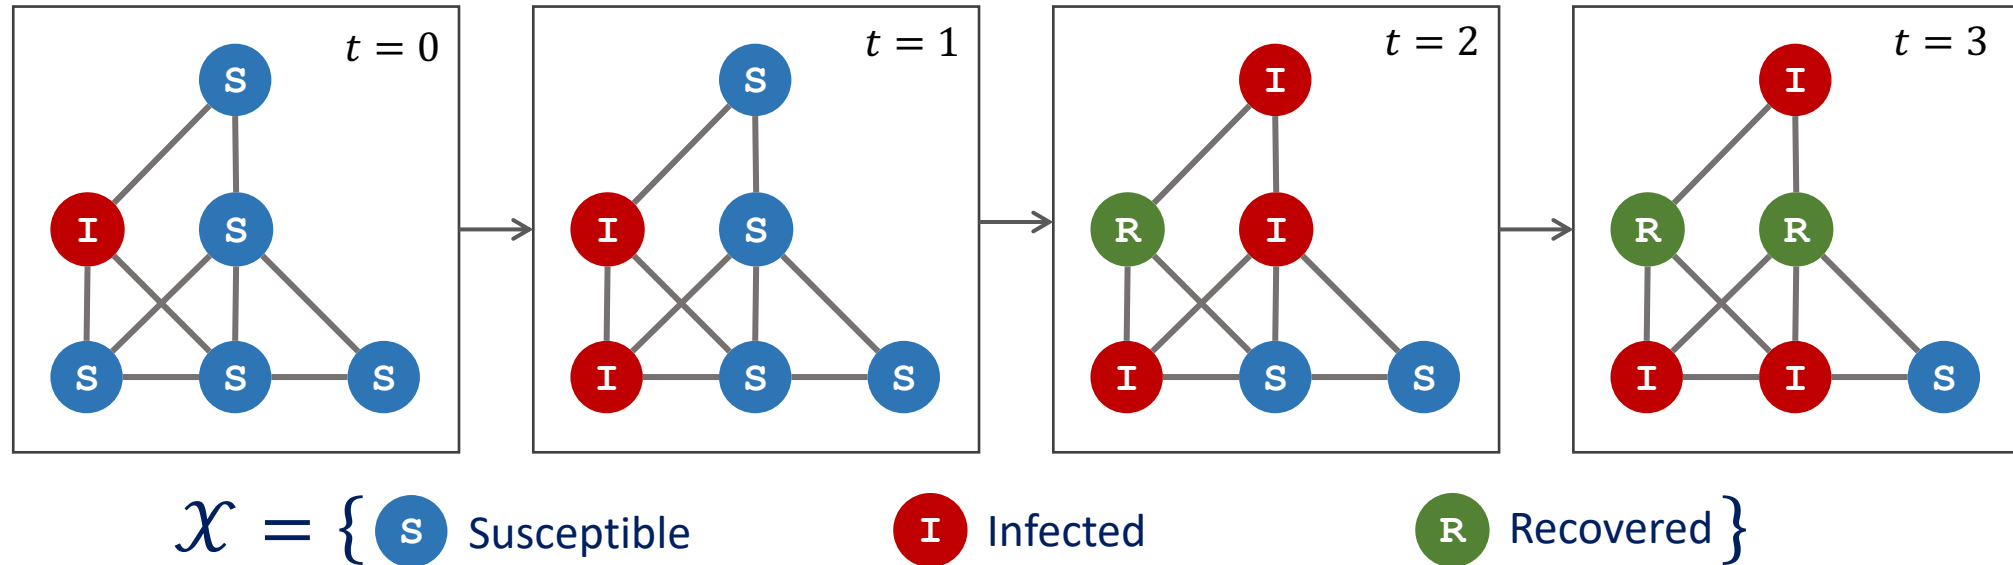 t = 0
S
I S
S S S
t = 1
S
I S
I S S
t = 2
I
R I
I S S
t = 3
I
R R
I I S
𝒳 = { S Susceptible I Infected R Recovered }